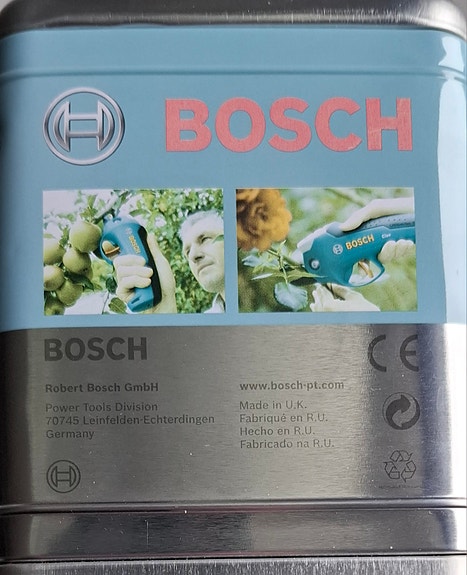 BOSCH
BOSCH
BOSCH
Robert Bosch GmbH
Power Tools Division
70745 Leinfelden-Echterdingen
Germany
www.bosch-pt.com
Made in U.K.
Fabriqué en R.U.
Hecho en R.U.
Fabricado na R.U.
CE